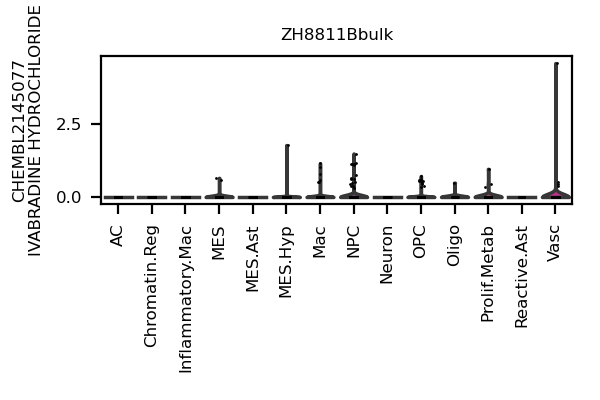 ZH8811Bbulk
CHEMBL2145077
IVABRADINE HYDROCHLORIDE
2.5
0.0
AC
Chromatin.Reg
Inflammatory.Mac
MES
MES.Ast
MES.Hyp
Mac
NPC
Neuron
OPC
Oligo
Prolif.Metab
Reactive.Ast
Vasc